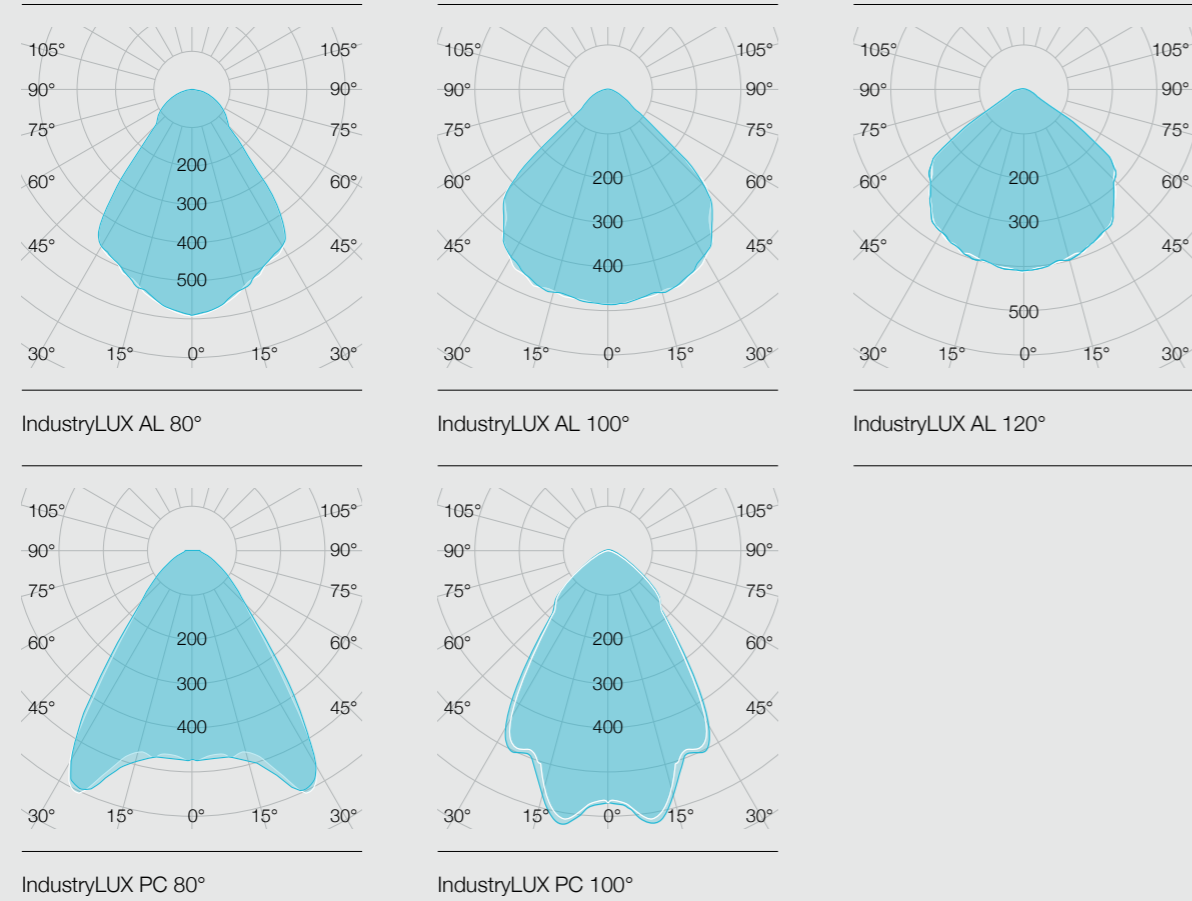 105° 105° 105° 105° 105° 105°
90° 90° 90° 90° 90° 90°
75° 75° 75° 75° 75° 75°
200 200 200
60° 60° 60° 60° 60° 60°
300 300 300
45° 400 45° 45° 400 45° 45° 45°
500 500
30° 15° 0° 15° 30° 30° 15° 0° 15° 30° 30° 15° 0° 15° 30°
IndustryLUX AL 80° IndustryLUX AL 100° IndustryLUX AL 120°
105° 105° 105° 105°
90° 90° 90° 90°
75° 75° 75° 75°
60° 200 60° 60° 200 60°
300 300
45° 45° 45° 45°
400 400
30° 15° 0° 15° 30° 30° 15° 0° 15° 30°
IndustryLUX PC 80° IndustryLUX PC 100°